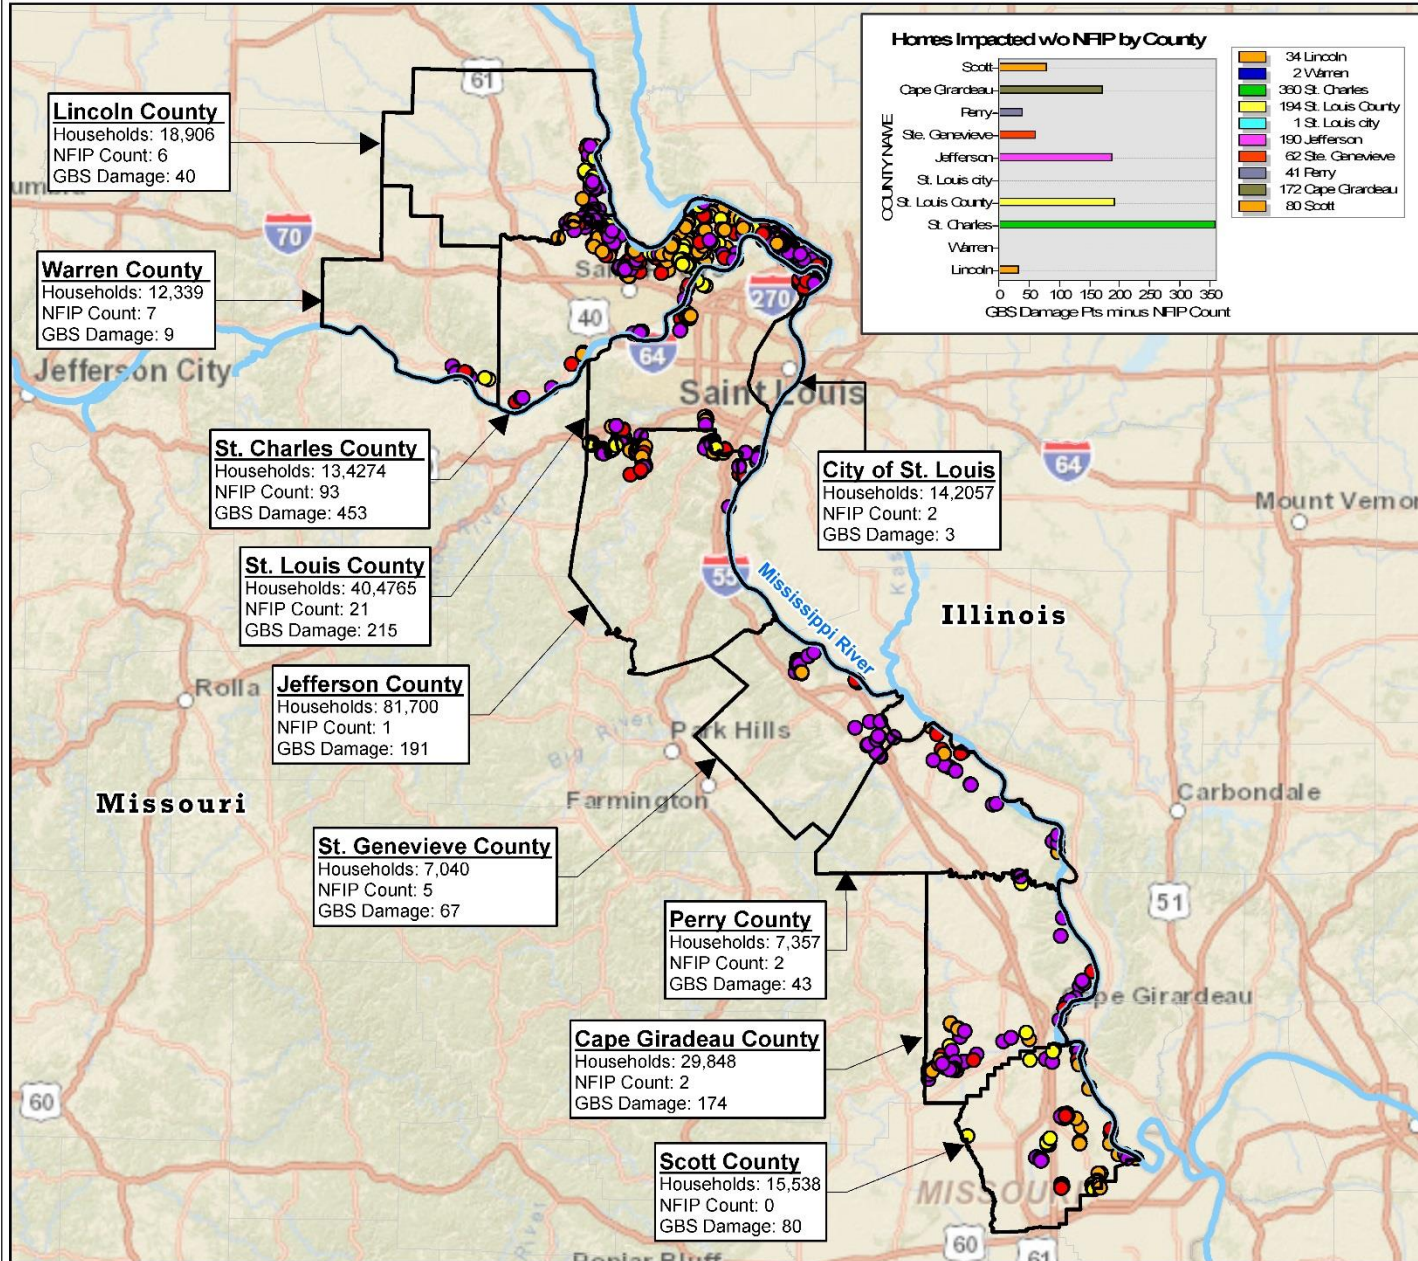 Homes Impacted w/o NFIP by County
COUNTY NAME
Scott
Cape Girardeau
Perry
Ste. Genevieve
Jefferson
St. Louis city
St. Louis County
St. Charles
Warren
Lincoln
0 50 100 150 200 250 300 350
GBS Damage Pts minus NFIP Count
34 Lincoln
2 Warren
360 St. Charles
194 St. Louis County
1 St. Louis city
190 Jefferson
62 Ste. Genevieve
41 Perry
172 Cape Girardeau
80 Scott
61
Lincoln County
Households: 18,906
NFIP Count: 6
GBS Damage: 40
70
Warren County
Households: 12,339
NFIP Count: 7
GBS Damage: 9
270
40
64
Jefferson City
Saint Louis
St. Charles County
Households: 13,4274
NFIP Count: 93
GBS Damage: 453
City of St. Louis
Households: 14,2057
NFIP Count: 2
GBS Damage: 3
64
Mount Vernon
St. Louis County
Households: 40,4765
NFIP Count: 21
GBS Damage: 215
55
Mississippi River
Illinois
Rolla
Jefferson County
Households: 81,700
NFIP Count: 1
GBS Damage: 191
Big River
Park Hills
Farmington
Missouri
Carbondale
St. Genevieve County
Households: 7,040
NFIP Count: 5
GBS Damage: 67
51
Perry County
Households: 7,357
NFIP Count: 2
GBS Damage: 43
Cape Girardeau
Cape Giradeau County
Households: 29,848
NFIP Count: 2
GBS Damage: 174
60
Scott County
Households: 15,538
NFIP Count: 0
GBS Damage: 80
MISSOURI
River
60
61
Poplar Bluff